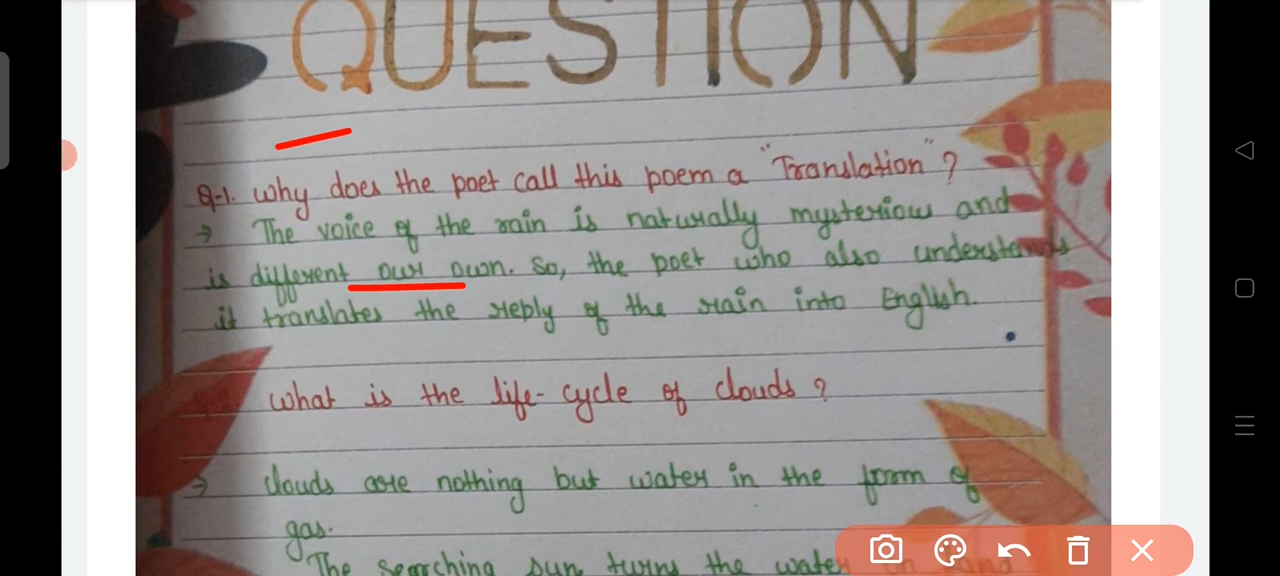 QUESTION
Q-1. Why does the poet call this poem a "Translation"?
→ The voice of the rain is naturally mysterious and
is different our own. So, the poet who also understands
it translates the reply of the rain into English.
What is the life-cycle of clouds?
→ clouds are nothing but water in the form of
gas.
The searching sun turns the water on land